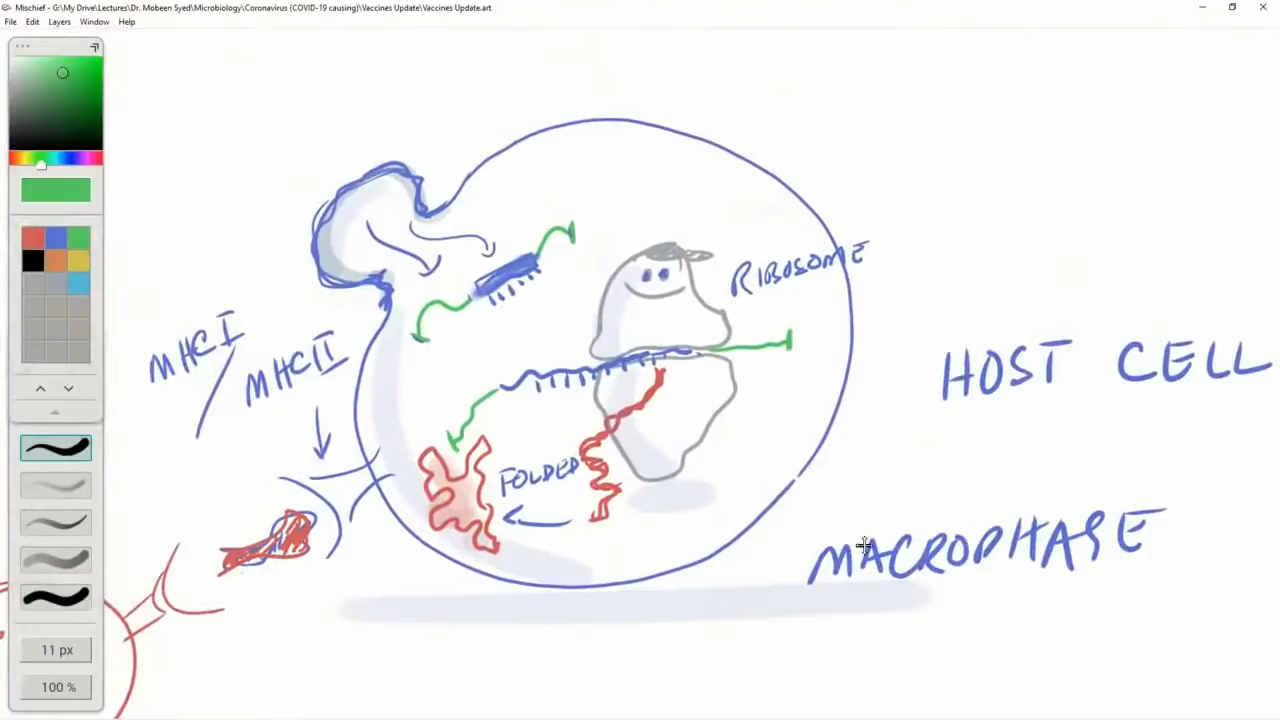 Mischief - G:\My Drive\Lectures\Dr. Mobeen Syed\Microbiology\Coronavirus (COVID-19 causing)\Vaccines Update\Vaccines Update.art
File Edit Layers Window Help
RIBOSOME
MHC I
/
MHC II
HOST CELL
FOLDED
MACROPHAGE
11 px
100 %